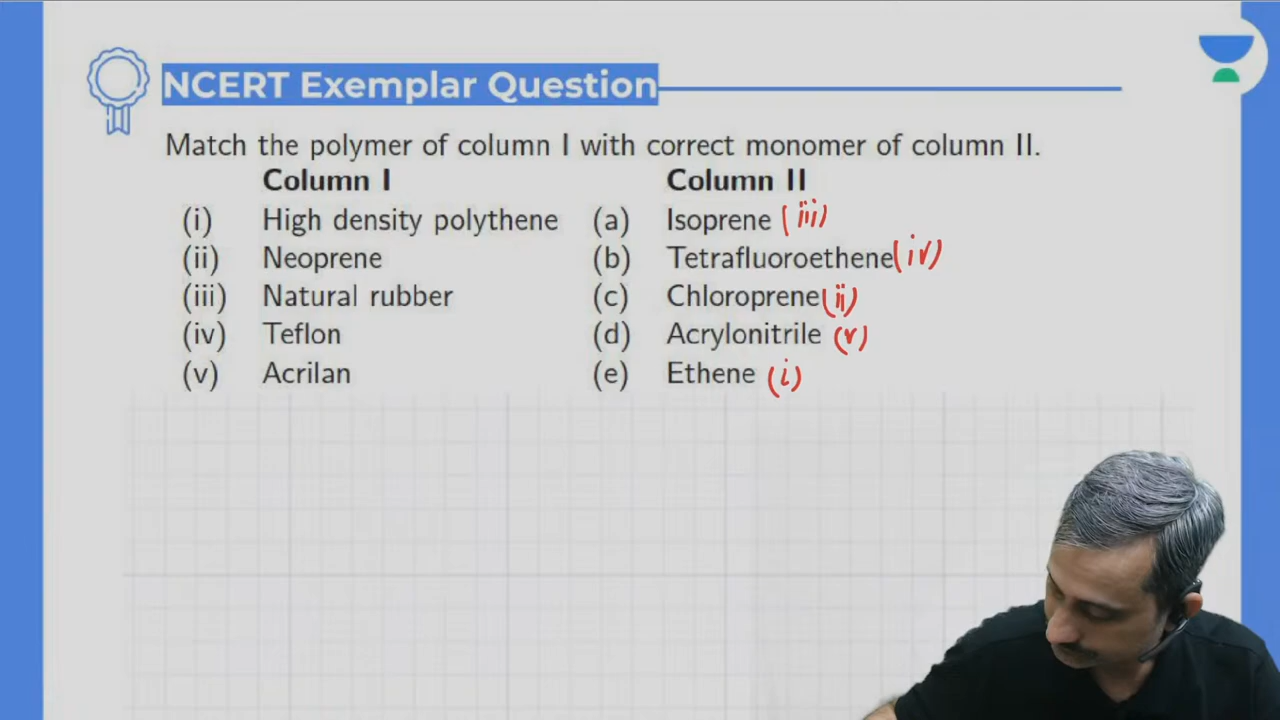 NCERT Exemplar Question
Match the polymer of column I with correct monomer of column II.
Column I Column II
(i) High density polythene (a) Isoprene (iii)
(ii) Neoprene (b) Tetrafluoroethene (iv)
(iii) Natural rubber (c) Chloroprene (ii)
(iv) Teflon (d) Acrylonitrile (v)
(v) Acrilan (e) Ethene (i)